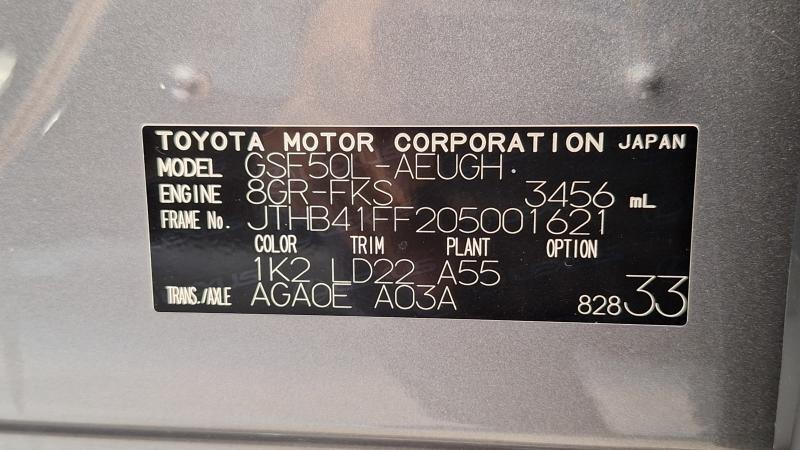 TOYOTA MOTOR CORPORATION JAPAN
MODEL GSF50L-AEUGH
ENGINE 8GR-FKS 3456 mL
FRAME No. JTHB41FF205001621
COLOR TRIM PLANT OPTION
1K2 LD22 A55
TRANS./AXLE AGA0E A03A
828 33